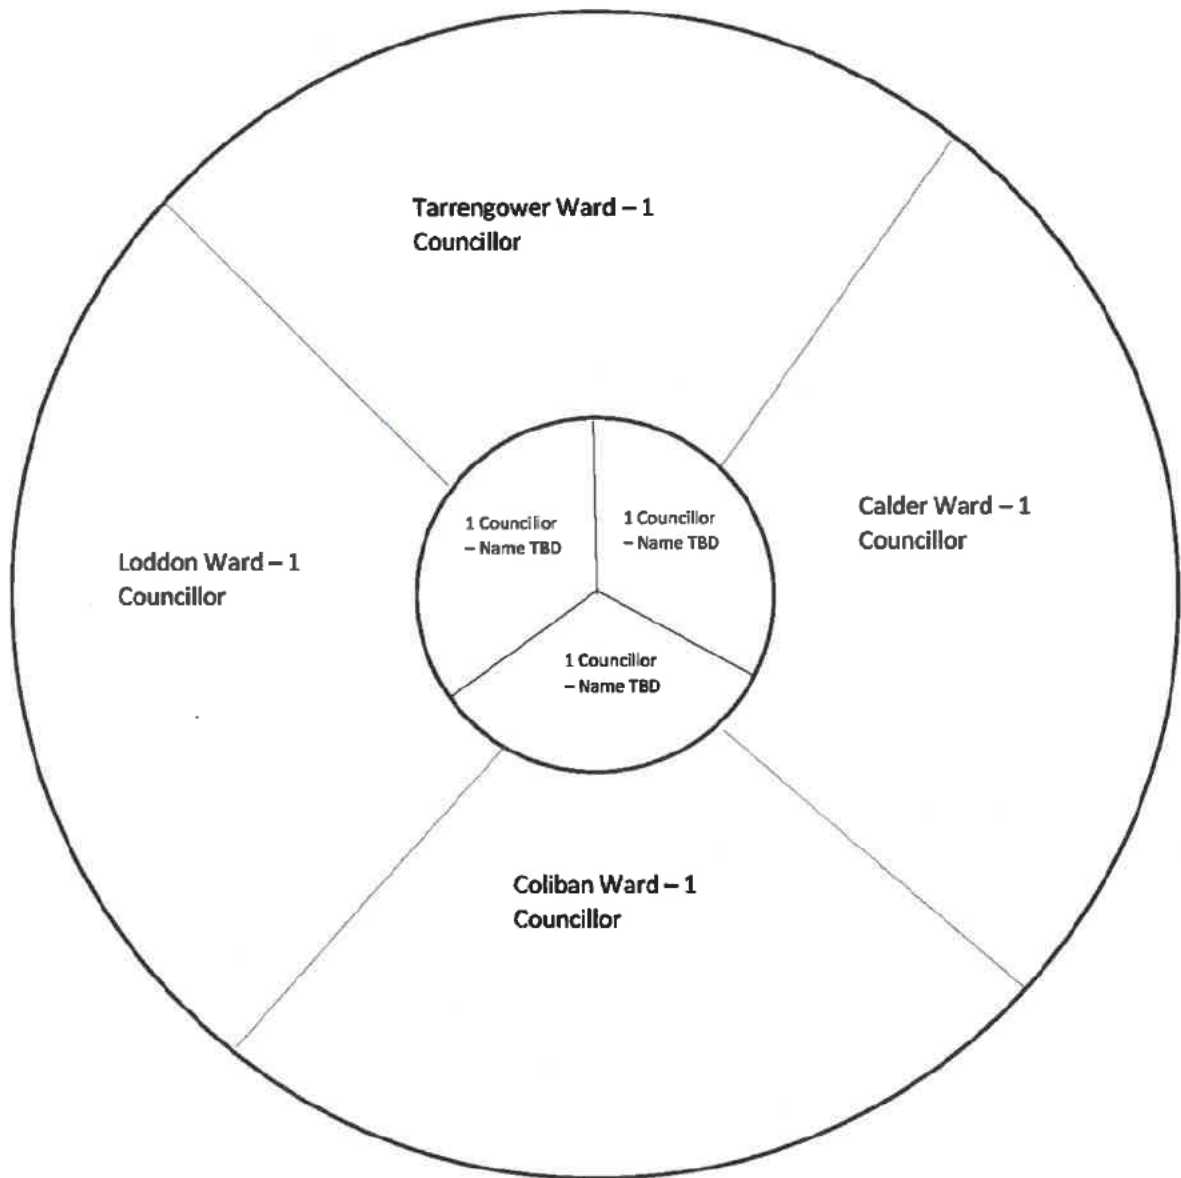 Tarrengower Ward – 1
Councillor
Calder Ward – 1
Councillor
1 Councillor
– Name TBD
1 Councillor
– Name TBD
Loddon Ward – 1
Councillor
1 Councillor
– Name TBD
Coliban Ward – 1
Councillor